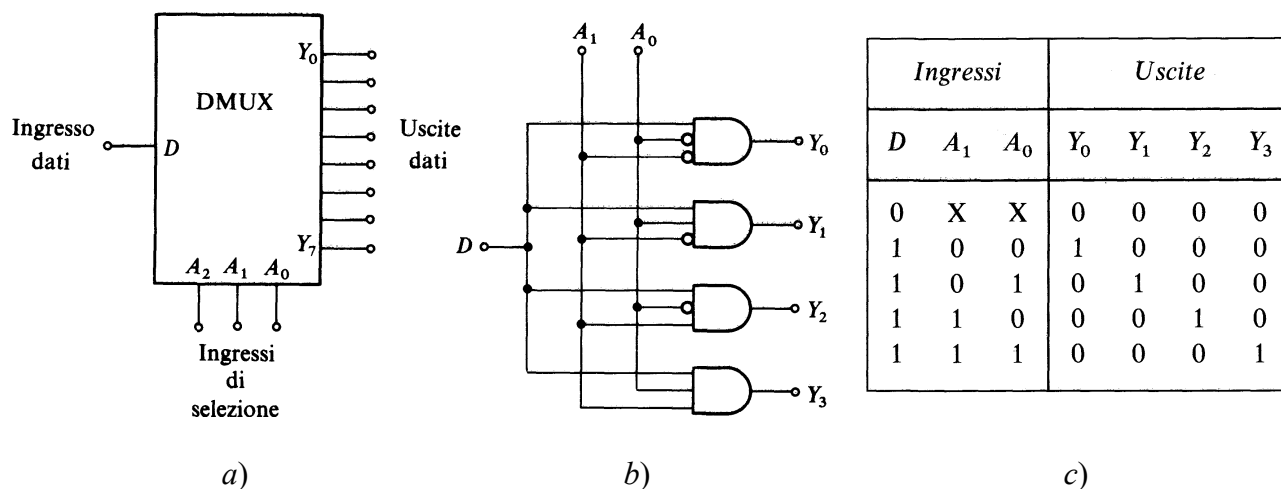 Ingresso
dati
D
DMUX
Y0
Y7
A2 A1 A0
Uscite
dati
Ingressi
di
selezione
a)
A1 A0
D
Y0
Y1
Y2
Y3
b)
Ingressi Uscite
D A1 A0 Y0 Y1 Y2 Y3
0 X X 0 0 0 0
1 0 0 1 0 0 0
1 0 1 0 1 0 0
1 1 0 0 0 1 0
1 1 1 0 0 0 1
c)